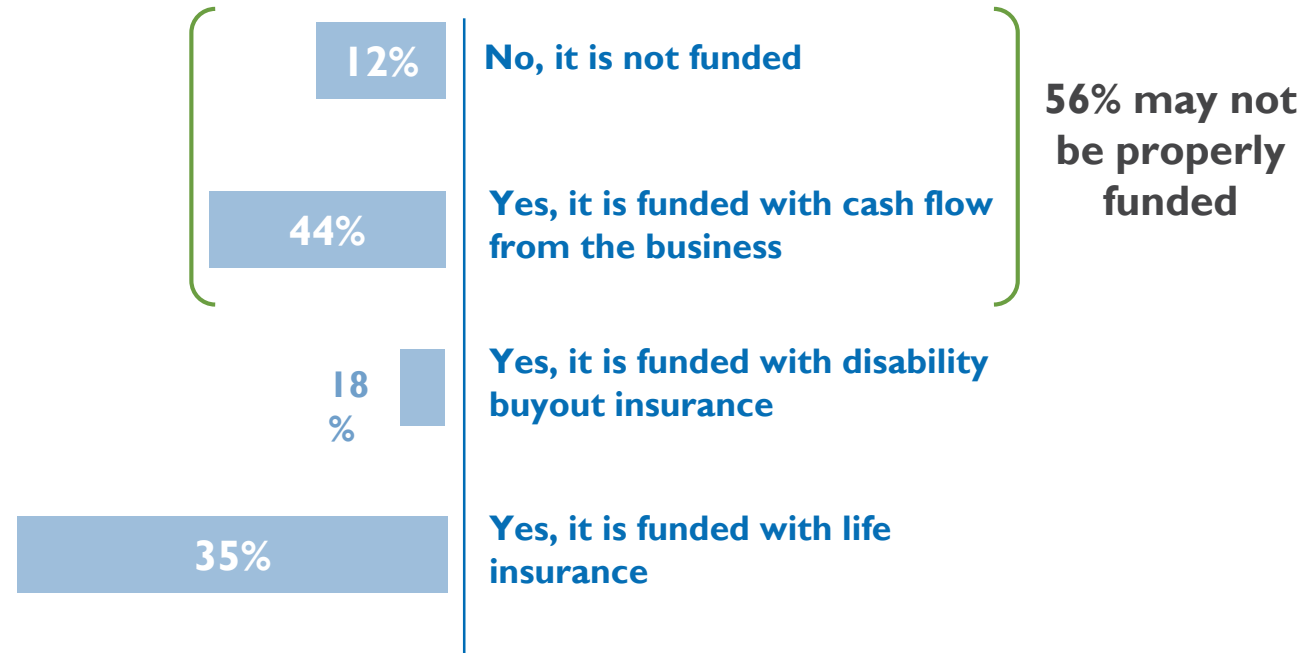 12%
No, it is not funded
44%
Yes, it is funded with cash flow
from the business
56% may not
be properly
funded
18
%
Yes, it is funded with disability
buyout insurance
35%
Yes, it is funded with life
insurance